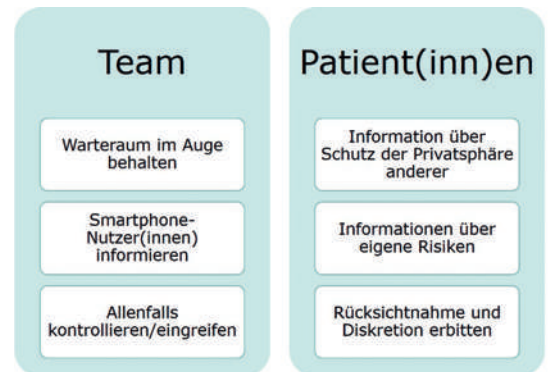 Team
Warteraum im Auge
behalten
Smartphone-
Nutzer(innen)
informieren
Allenfalls
kontrollieren/eingreifen
Patient(inn)en
Information über
Schutz der Privatsphäre
anderer
Informationen über
eigene Risiken
Rücksichtnahme und
Diskretion erbitten